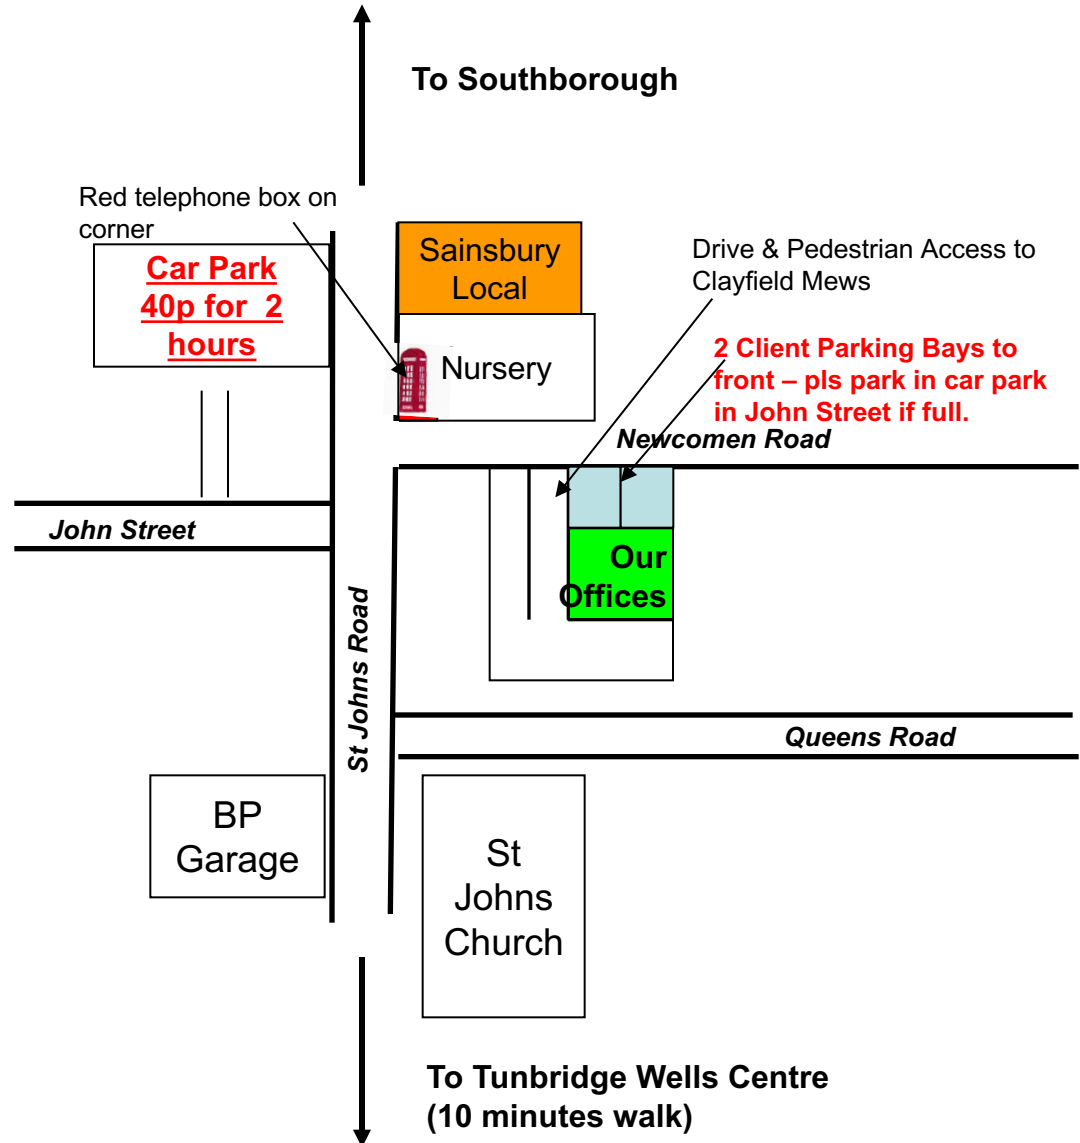 To Southborough
Red telephone box on
corner
Sainsbury
Local
Drive & Pedestrian Access to
Clayfield Mews
Car Park
40p for 2
hours
Nursery
2 Client Parking Bays to
front – pls park in car park
in John Street if full.
Newcomen Road
John Street
Our
Offices
St Johns Road
Queens Road
BP
Garage
St
Johns
Church
To Tunbridge Wells Centre
(10 minutes walk)